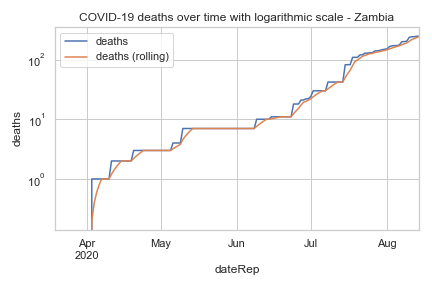 COVID-19 deaths over time with logarithmic scale - Zambia
deaths
deaths (rolling)
deaths
10²
10¹
10⁰
Apr
2020
May
Jun
Jul
Aug
dateRep